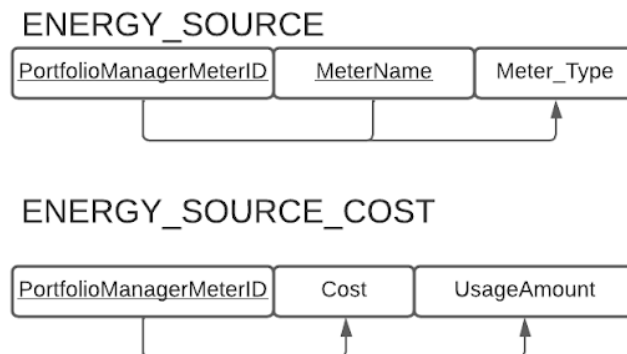 ENERGY_SOURCE
PortfolioManagerMeterID MeterName Meter_Type
ENERGY_SOURCE_COST
PortfolioManagerMeterID Cost UsageAmount